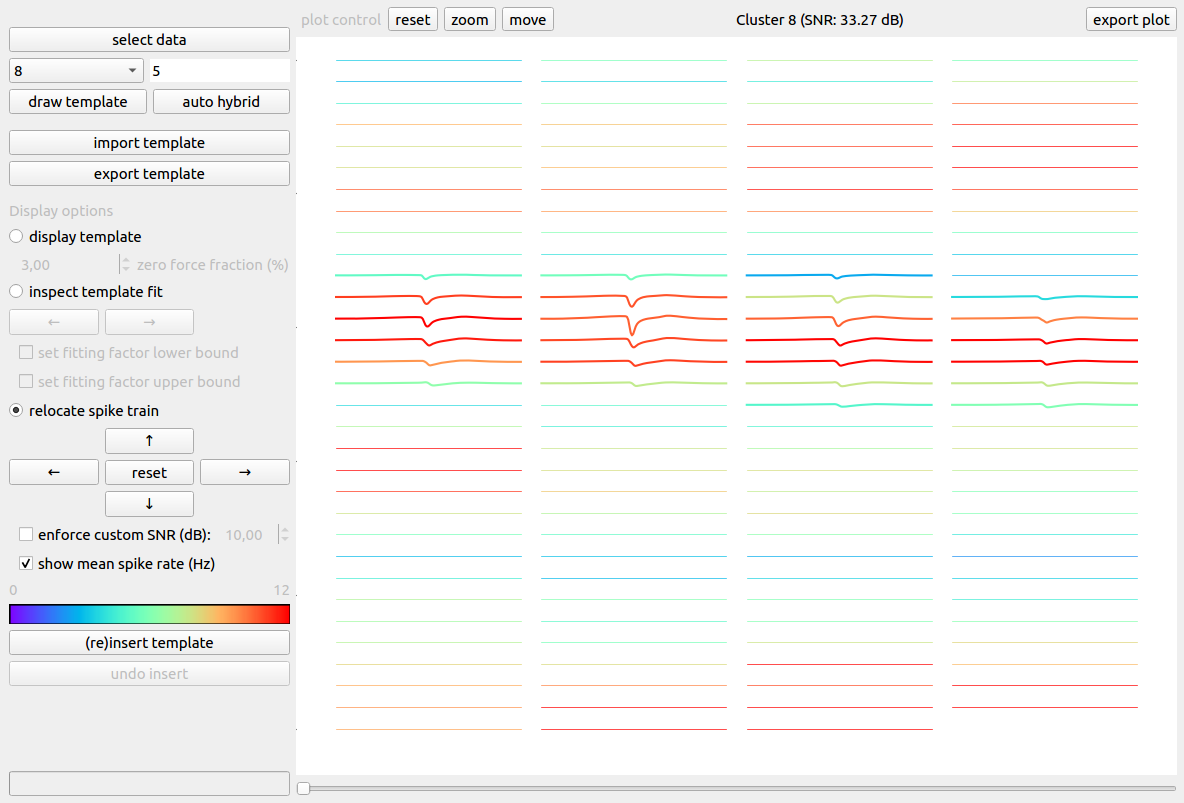 plot control reset zoom move Cluster 8 (SNR: 33.27 dB) export plot
select data
8 5
draw template auto hybrid
import template
export template
Display options
display template
3,00 zero force fraction (%)
inspect template fit
← →
set fitting factor lower bound
set fitting factor upper bound
relocate spike train
↑
← reset →
↓
enforce custom SNR (dB): 10,00
show mean spike rate (Hz)
0 12
(re)insert template
undo insert